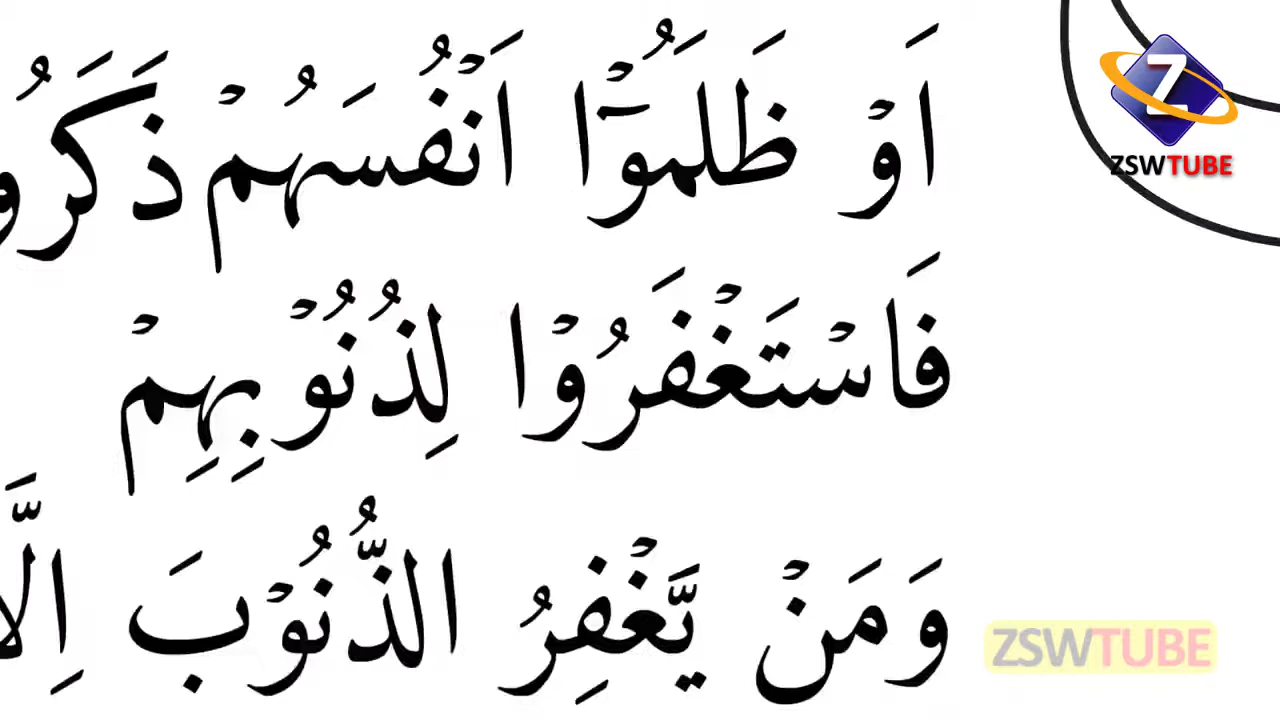 اَوْ ظَلَمُوْٓا اَنْفُسَهُمْ ذَكَرُو
فَاسْتَغْفَرُوْا لِذُنُوْبِهِمْ
وَمَنْ يَّغْفِرُ الذُّنُوْبَ اِلَّا
Z
ZSWTUBE
ZSWTUBE